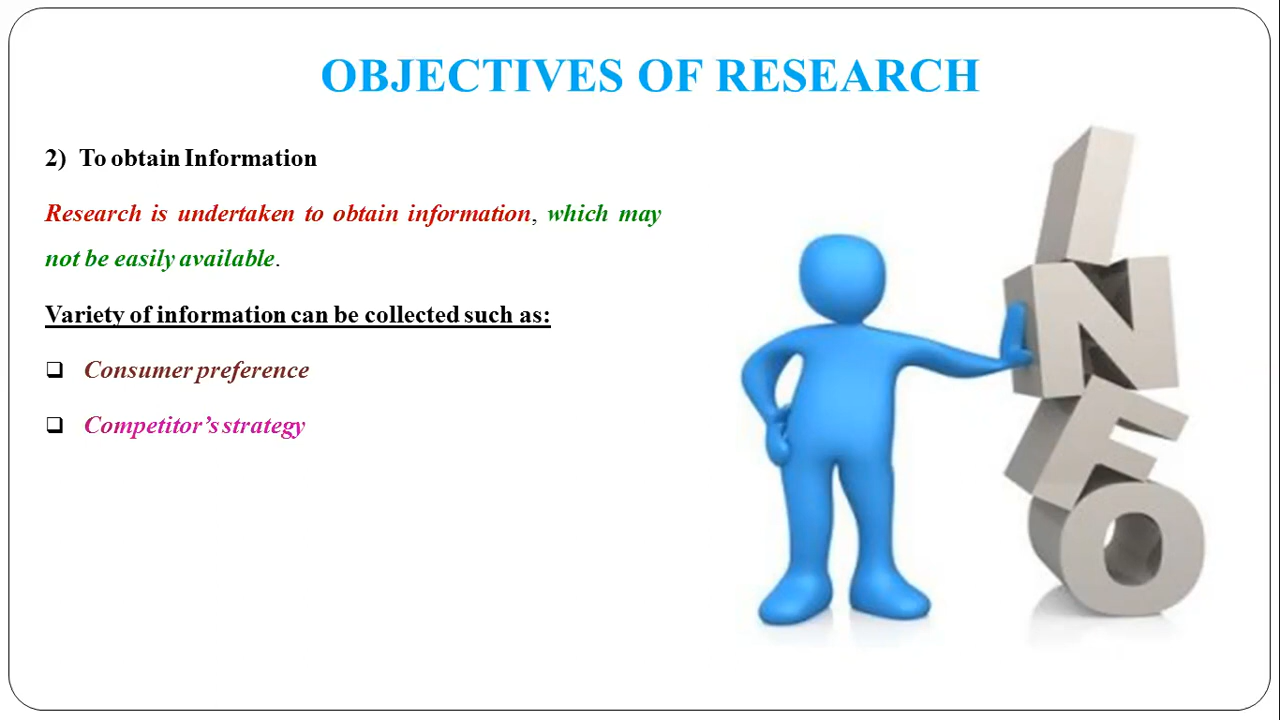 OBJECTIVES OF RESEARCH
2) To obtain Information
Research is undertaken to obtain information, which may
not be easily available.
Variety of information can be collected such as:
❑ Consumer preference
❑ Competitor’s strategy
I
N
F
O